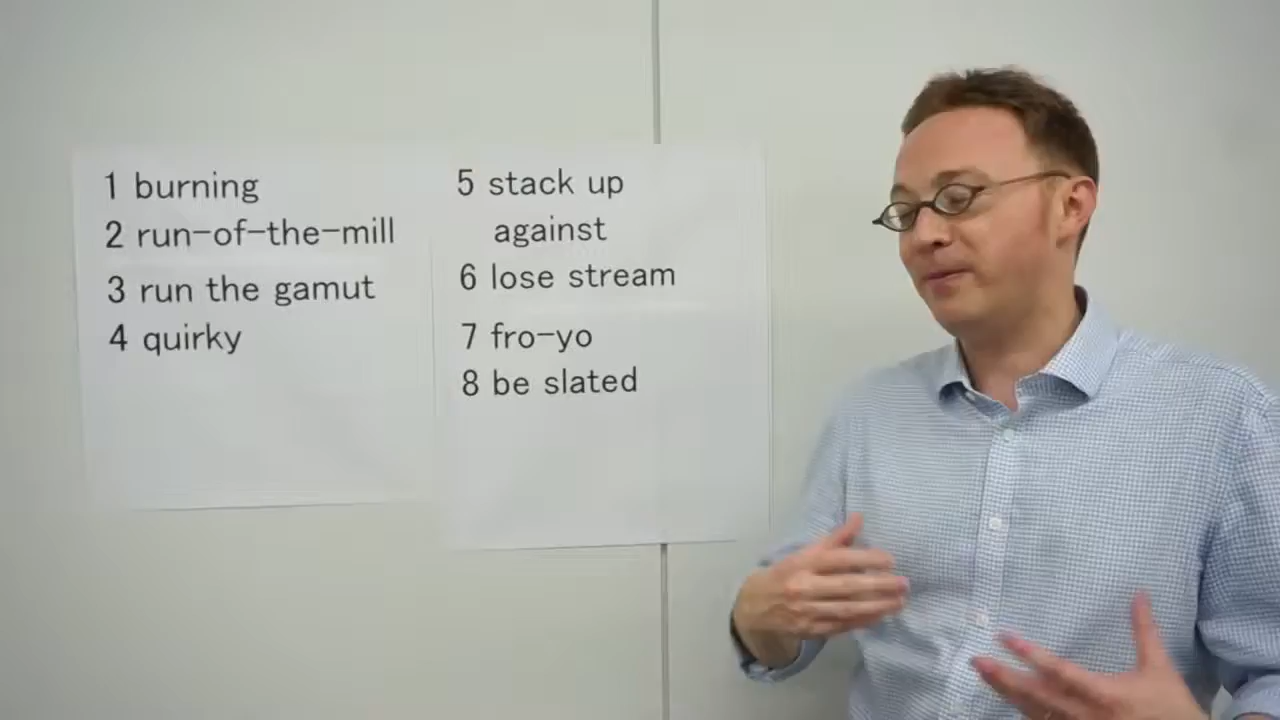 1 burning
2 run-of-the-mill
3 run the gamut
4 quirky
5 stack up
against
6 lose stream
7 fro-yo
8 be slated